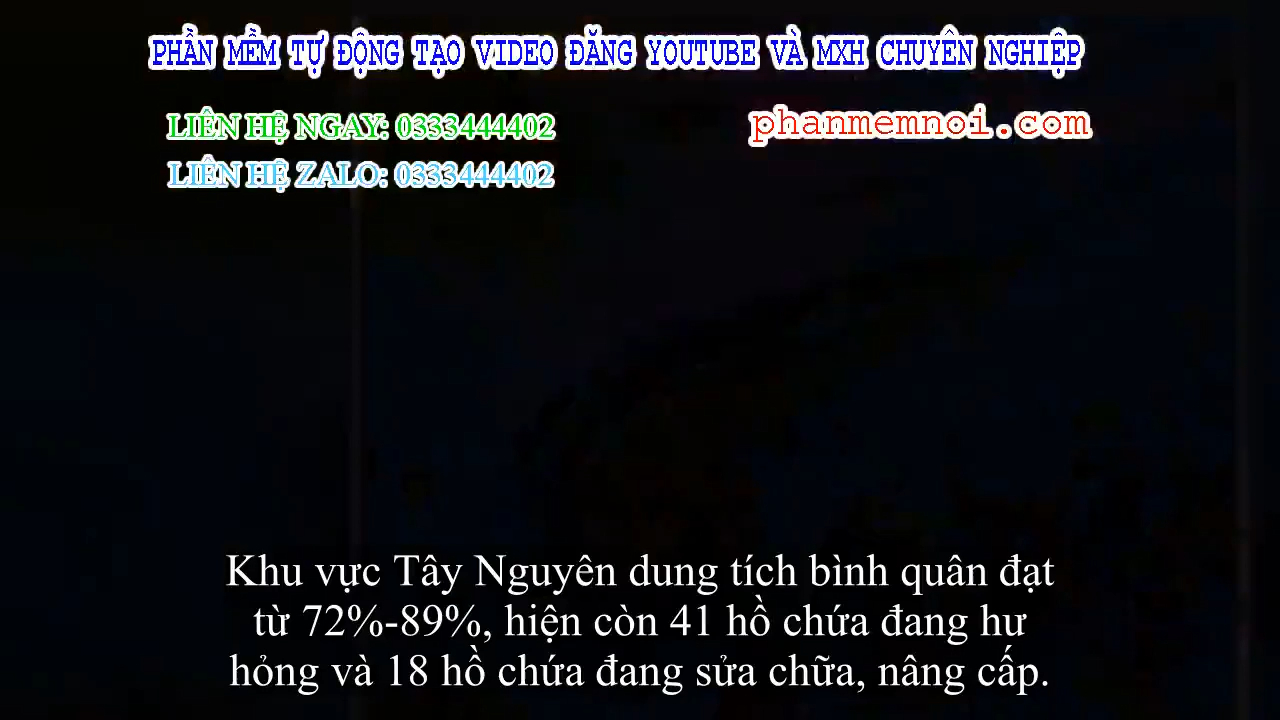 PHẦN MỀM TỰ ĐỘNG TẠO VIDEO ĐĂNG YOUTUBE VÀ MXH CHUYÊN NGHIỆP
LIÊN HỆ NGAY: 0333444402
phanmemnoi.com
LIÊN HỆ ZALO: 0333444402
Khu vực Tây Nguyên dung tích bình quân đạt
từ 72%-89%, hiện còn 41 hồ chứa đang hư
hỏng và 18 hồ chứa đang sửa chữa, nâng cấp.